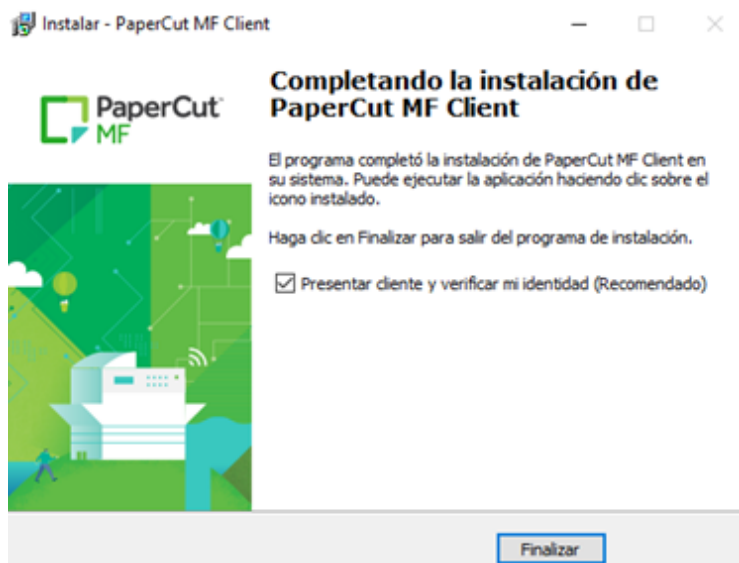 Instalar - PaperCut MF Client
PaperCut
MF
Completando la instalación de
PaperCut MF Client
El programa completó la instalación de PaperCut MF Client en
su sistema. Puede ejecutar la aplicación haciendo clic sobre el
icono instalado.
Haga clic en Finalizar para salir del programa de instalación.
Presentar cliente y verificar mi identidad (Recomendado)
Finalizar